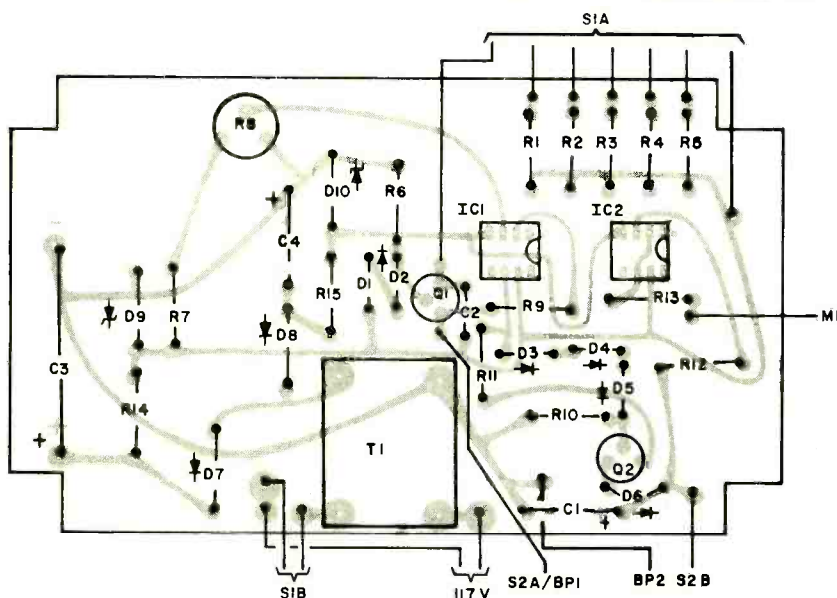 S1A
R8
R1 R2 R3 R4 R5
D10 R6
IC1 IC2
+
C4
D1 D2 Q1
D9 R7 R15 C2 R9 R13
M1
D8
D3 D4
C3 R11 R12
D5
R14 R10
+ T1
D7 Q2
D6
C1
+
S1B 117V S2A/BP1 BP2 S2B